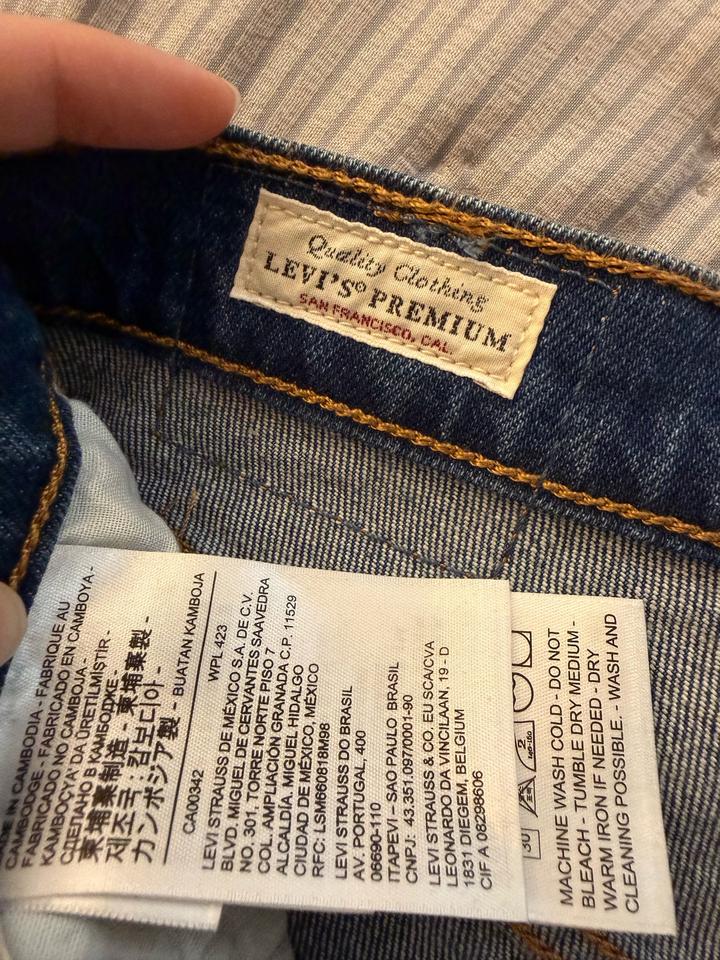 Quality Clothing
LEVI'S® PREMIUM
SAN FRANCISCO, CAL.
IN CAMBODIA - FABRIQUE AU
CAMBODGE - FABRICADO EN CAMBOYA -
FABRICADO NO CAMBOJA -
KAMBOÇYA' DA ÜRETİLMİŞTİR -
СДЕЛАНО В КАМБОДЖЕ -
柬埔寨制造 - 柬埔寨製 -
제조국 : 캄보디아 -
カンボジア製 - BUATAN KAMBOJA
CA00342 WPL 423
LEVI STRAUSS DE MÉXICO S.A. DE C.V.
BLVD. MIGUEL DE CERVANTES SAAVEDRA
NO. 301, TORRE NORTE PISO 7
COL. AMPLIACIÓN GRANADA C.P. 11529
ALCALDÍA. MIGUEL HIDALGO
CIUDAD DE MÉXICO, MÉXICO
RFC: LSM660818M98
LEVI STRAUSS DO BRASIL
AV. PORTUGAL, 400
06690-110
ITAPEVI – SAO PAULO BRASIL
CNPJ: 43.351.097/0001-90
LEVI STRAUSS & CO. EU SCA/CVA
LEONARDO DA VINCILAAN, 19 - D
1831 DIEGEM, BELGIUM
CIF A 08298606
30
MACHINE WASH COLD - DO NOT
BLEACH - TUMBLE DRY MEDIUM -
WARM IRON IF NEEDED - DRY
CLEANING POSSIBLE. - WASH AND